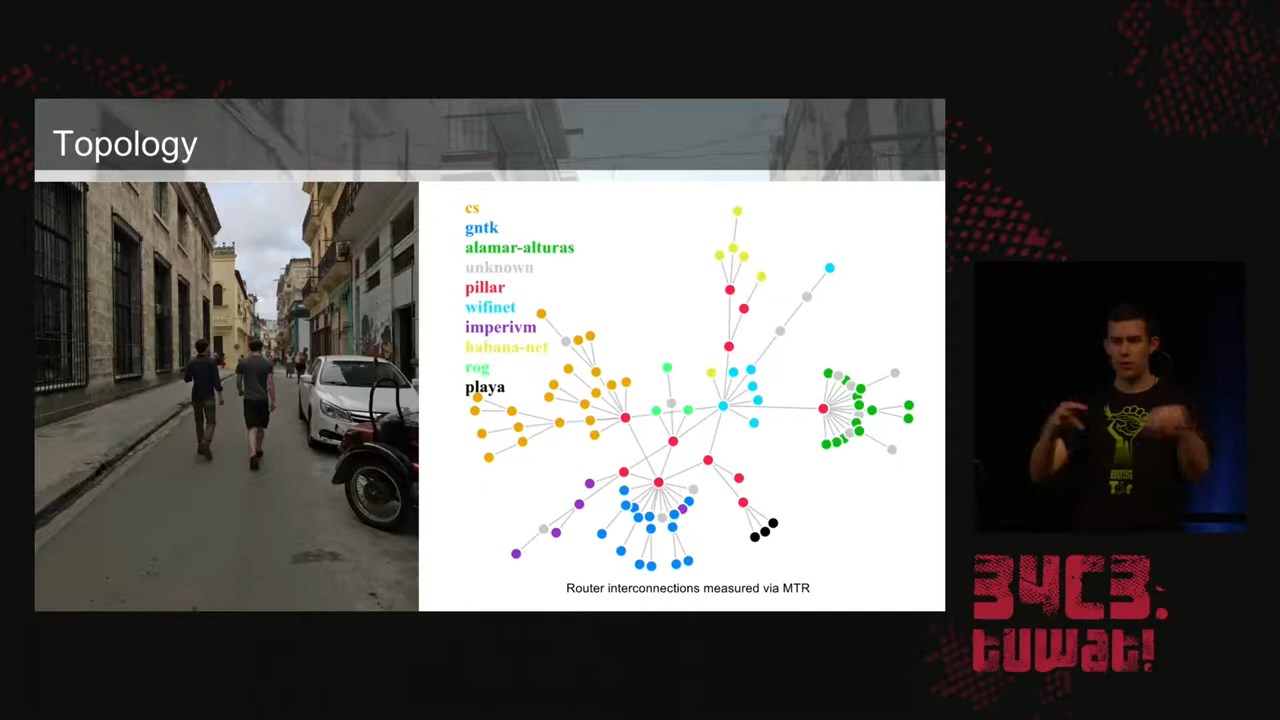 Topology
cs
gntk
alamar-alturas
unknown
pillar
wifinet
imperivm
habana-net
rog
playa
Router interconnections measured via MTR
34C3:
tuwat!